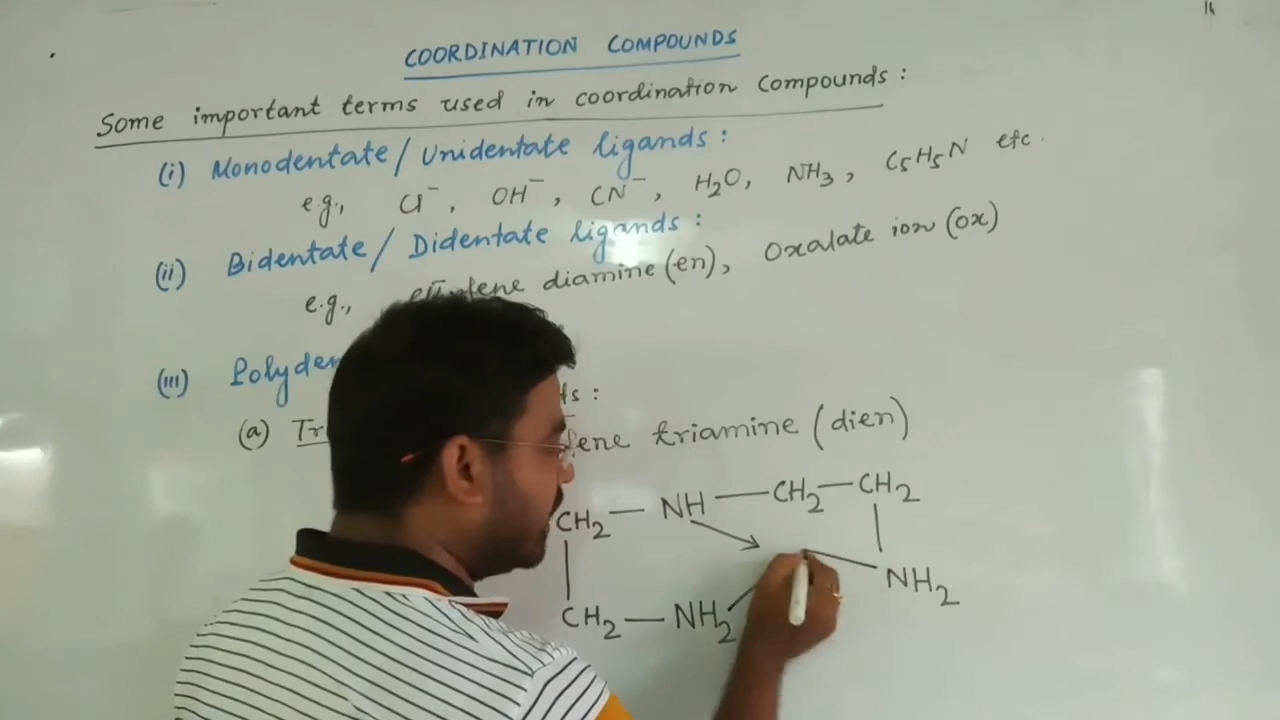 COORDINATION COMPOUNDS
Some important terms used in coordination compounds :
(i) Monodentate / Unidentate ligands :
e.g., Cl⁻, OH⁻, CN⁻, H₂O, NH₃, C₅H₅N etc.
(ii) Bidentate / Didentate ligands :
e.g., diamine (en), Oxalate ion (ox)
(iii)
(a) triamine (dien)
CH₂ — NH — CH₂ — CH₂
CH₂ — NH₂ NH₂